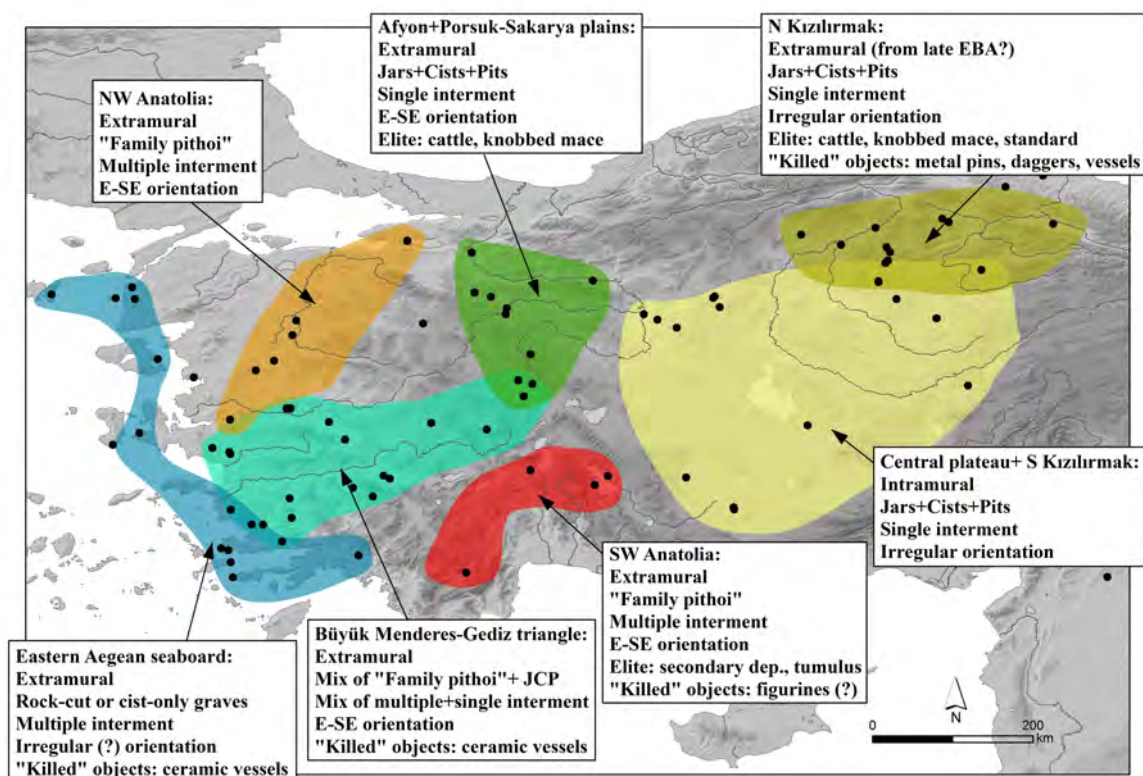 Afyon+Porsuk-Sakarya plains:
Extramural
Jars+Cists+Pits
Single interment
E-SE orientation
Elite: cattle, knobbed mace
N Kızılırmak:
Extramural (from late EBA?)
Jars+Cists+Pits
Single interment
Irregular orientation
Elite: cattle, knobbed mace, standard
"Killed" objects: metal pins, daggers, vessels
NW Anatolia:
Extramural
"Family pithoi"
Multiple interment
E-SE orientation
Central plateau+ S Kızılırmak:
Intramural
Jars+Cists+Pits
Single interment
Irregular orientation
SW Anatolia:
Extramural
"Family pithoi"
Multiple interment
E-SE orientation
Elite: secondary dep., tumulus
"Killed" objects: figurines (?)
Büyük Menderes-Gediz triangle:
Extramural
Mix of "Family pithoi"+ JCP
Mix of multiple+single interment
E-SE orientation
"Killed" objects: ceramic vessels
Eastern Aegean seaboard:
Extramural
Rock-cut or cist-only graves
Multiple interment
Irregular (?) orientation
"Killed" objects: ceramic vessels
N
0 200
km